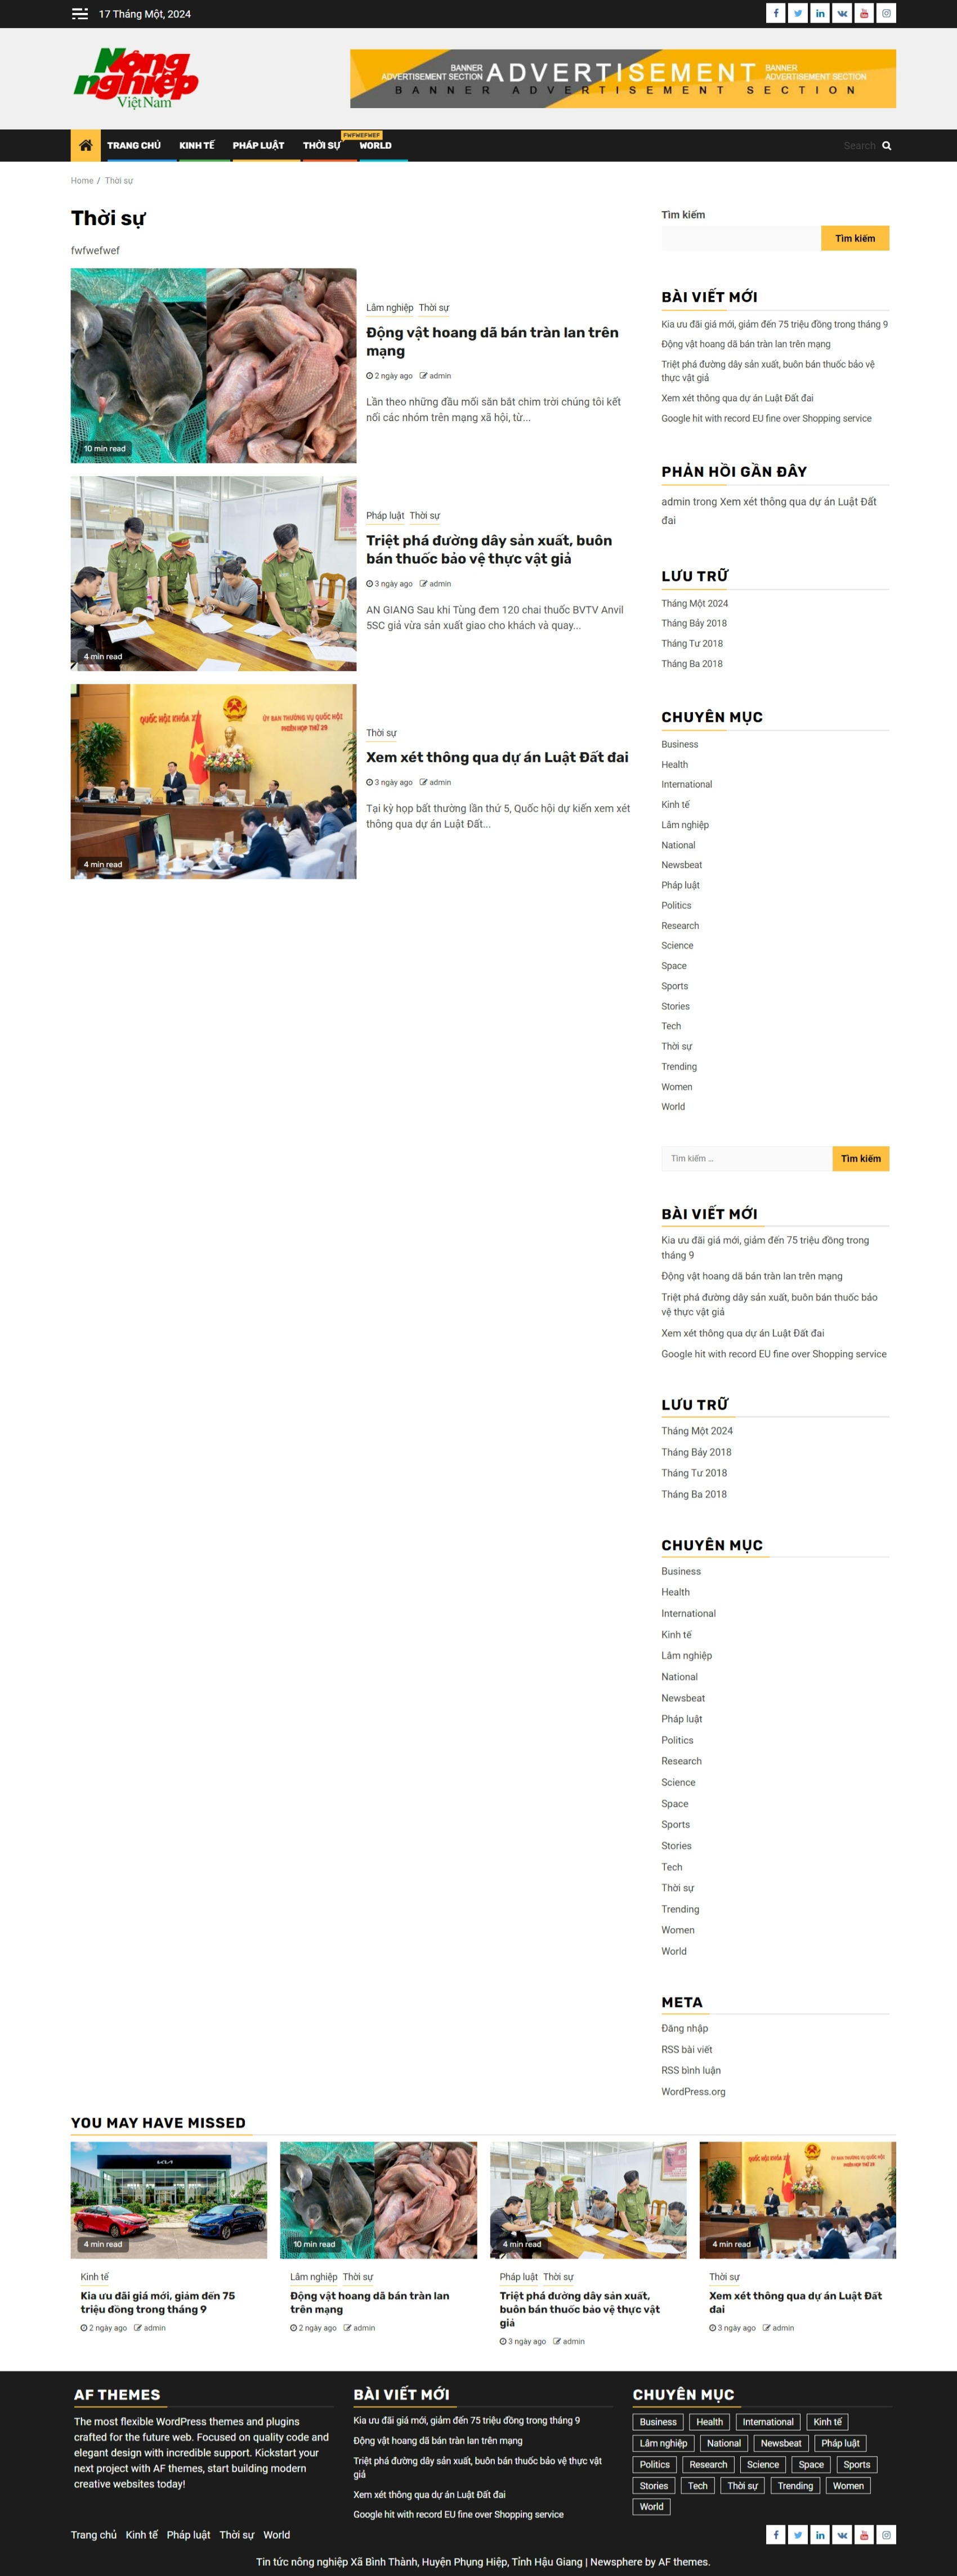 17 Tháng Một, 2024
Nông
nghiệp
Việt Nam
BANNER
ADVERTISEMENT SECTION
ADVERTISEMENT
BANNER
ADVERTISEMENT SECTION
BANNER ADVERTISEMENT SECTION
FWFWEFWEF
TRANG CHỦ KINH TẾ PHÁP LUẬT THỜI SỰ WORLD
Search
Home / Thời sự
Thời sự
fwfwefwef
10 min read
Lâm nghiệp Thời sự
Động vật hoang dã bán tràn lan trên
mạng
2 ngày ago admin
Lần theo những đầu mối săn bắt chim trời chúng tôi kết
nối các nhóm trên mạng xã hội, từ...
4 min read
Pháp luật Thời sự
Triệt phá đường dây sản xuất, buôn
bán thuốc bảo vệ thực vật giả
3 ngày ago admin
AN GIANG Sau khi Tùng đem 120 chai thuốc BVTV Anvil
5SC giả vừa sản xuất giao cho khách và quay...
QUỐC HỘI KHÓA XV
ỦY BAN THƯỜNG VỤ QUỐC HỘI
PHIÊN HỌP THỨ 29
4 min read
Thời sự
Xem xét thông qua dự án Luật Đất đai
3 ngày ago admin
Tại kỳ họp bất thường lần thứ 5, Quốc hội dự kiến xem xét
thông qua dự án Luật Đất...
Tìm kiếm
Tìm kiếm
BÀI VIẾT MỚI
Kia ưu đãi giá mới, giảm đến 75 triệu đồng trong tháng 9
Động vật hoang dã bán tràn lan trên mạng
Triệt phá đường dây sản xuất, buôn bán thuốc bảo vệ
thực vật giả
Xem xét thông qua dự án Luật Đất đai
Google hit with record EU fine over Shopping service
PHẢN HỒI GẦN ĐÂY
admin trong Xem xét thông qua dự án Luật Đất
đai
LƯU TRỮ
Tháng Một 2024
Tháng Bảy 2018
Tháng Tư 2018
Tháng Ba 2018
CHUYÊN MỤC
Business
Health
International
Kinh tế
Lâm nghiệp
National
Newsbeat
Pháp luật
Politics
Research
Science
Space
Sports
Stories
Tech
Thời sự
Trending
Women
World
Tìm kiếm ...
Tìm kiếm
BÀI VIẾT MỚI
Kia ưu đãi giá mới, giảm đến 75 triệu đồng trong
tháng 9
Động vật hoang dã bán tràn lan trên mạng
Triệt phá đường dây sản xuất, buôn bán thuốc bảo
vệ thực vật giả
Xem xét thông qua dự án Luật Đất đai
Google hit with record EU fine over Shopping service
LƯU TRỮ
Tháng Một 2024
Tháng Bảy 2018
Tháng Tư 2018
Tháng Ba 2018
CHUYÊN MỤC
Business
Health
International
Kinh tế
Lâm nghiệp
National
Newsbeat
Pháp luật
Politics
Research
Science
Space
Sports
Stories
Tech
Thời sự
Trending
Women
World
META
Đăng nhập
RSS bài viết
RSS bình luận
WordPress.org
YOU MAY HAVE MISSED
KIA
4 min read
Kinh tế
Kia ưu đãi giá mới, giảm đến 75
triệu đồng trong tháng 9
2 ngày ago admin
10 min read
Lâm nghiệp Thời sự
Động vật hoang dã bán tràn lan
trên mạng
2 ngày ago admin
4 min read
Pháp luật Thời sự
Triệt phá đường dây sản xuất,
buôn bán thuốc bảo vệ thực vật
giả
3 ngày ago admin
QUỐC HỘI KHÓA XV
ỦY BAN THƯỜNG VỤ QUỐC HỘI
PHIÊN HỌP THỨ 29
4 min read
Thời sự
Xem xét thông qua dự án Luật Đất
đai
3 ngày ago admin
AF THEMES
The most flexible WordPress themes and plugins
crafted for the future web. Focused on quality code and
elegant design with incredible support. Kickstart your
next project with AF themes, start building modern
creative websites today!
BÀI VIẾT MỚI
Kia ưu đãi giá mới, giảm đến 75 triệu đồng trong tháng 9
Động vật hoang dã bán tràn lan trên mạng
Triệt phá đường dây sản xuất, buôn bán thuốc bảo vệ thực vật
giả
Xem xét thông qua dự án Luật Đất đai
Google hit with record EU fine over Shopping service
CHUYÊN MỤC
Business Health International Kinh tế
Lâm nghiệp National Newsbeat Pháp luật
Politics Research Science Space Sports
Stories Tech Thời sự Trending Women
World
Trang chủ Kinh tế Pháp luật Thời sự World
Tin tức nông nghiệp Xã Bình Thành, Huyện Phụng Hiệp, Tỉnh Hậu Giang | Newsphere by AF themes.